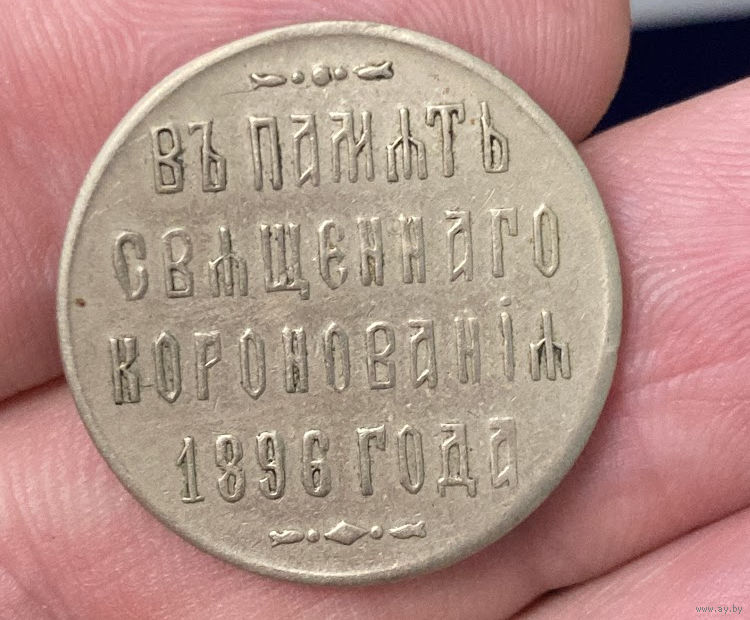 ВЪ ПАМѦТЬ
СВѦЩЕННАГО
КОРОНОВАНІѦ
1896 ГОДА
www.ay.by